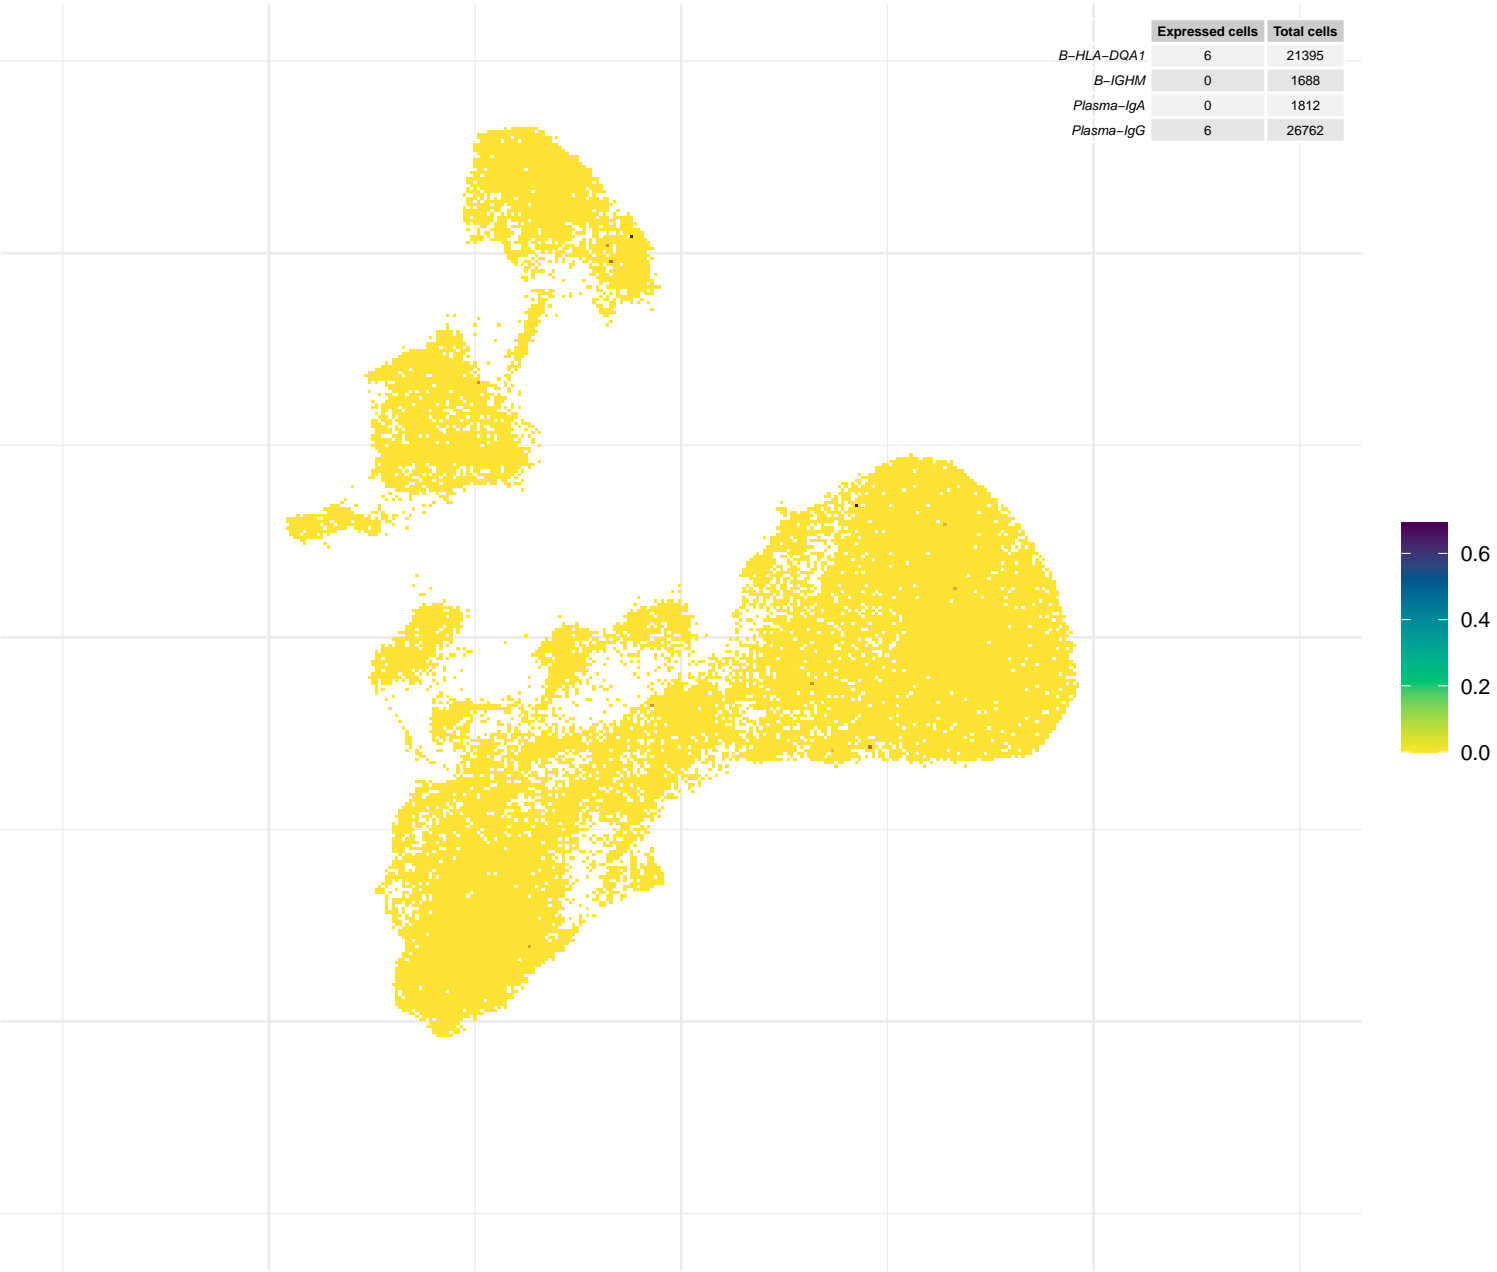 Expressed cells Total cells
B−HLA−DQA1 6 21395
B−IGHM 0 1688
Plasma−IgA 0 1812
Plasma−IgG 6 26762
0.6
0.4
0.2
0.0